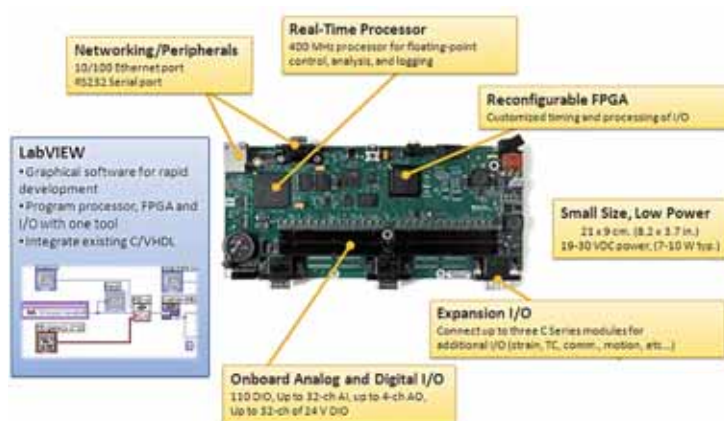 Real-Time Processor
400 MHz processor for floating-point
control, analysis, and logging
Networking/Peripherals
10/100 Ethernet port
RS232 Serial port
Reconfigurable FPGA
Customized timing and processing of I/O
LabVIEW
• Graphical software for rapid
development
• Program processor, FPGA and
I/O with one tool
• Integrate existing C/VHDL
Small Size, Low Power
21 x 9 cm. (8.2 x 3.7 in.)
19-30 VDC power, (7-10 W typ.)
Expansion I/O
Connect up to three C Series modules for
additional I/O (strain, TC, comm., motion, etc...)
Onboard Analog and Digital I/O
110 DIO, Up to 32-ch AI, up to 4-ch AO,
Up to 32-ch of 24 V DIO